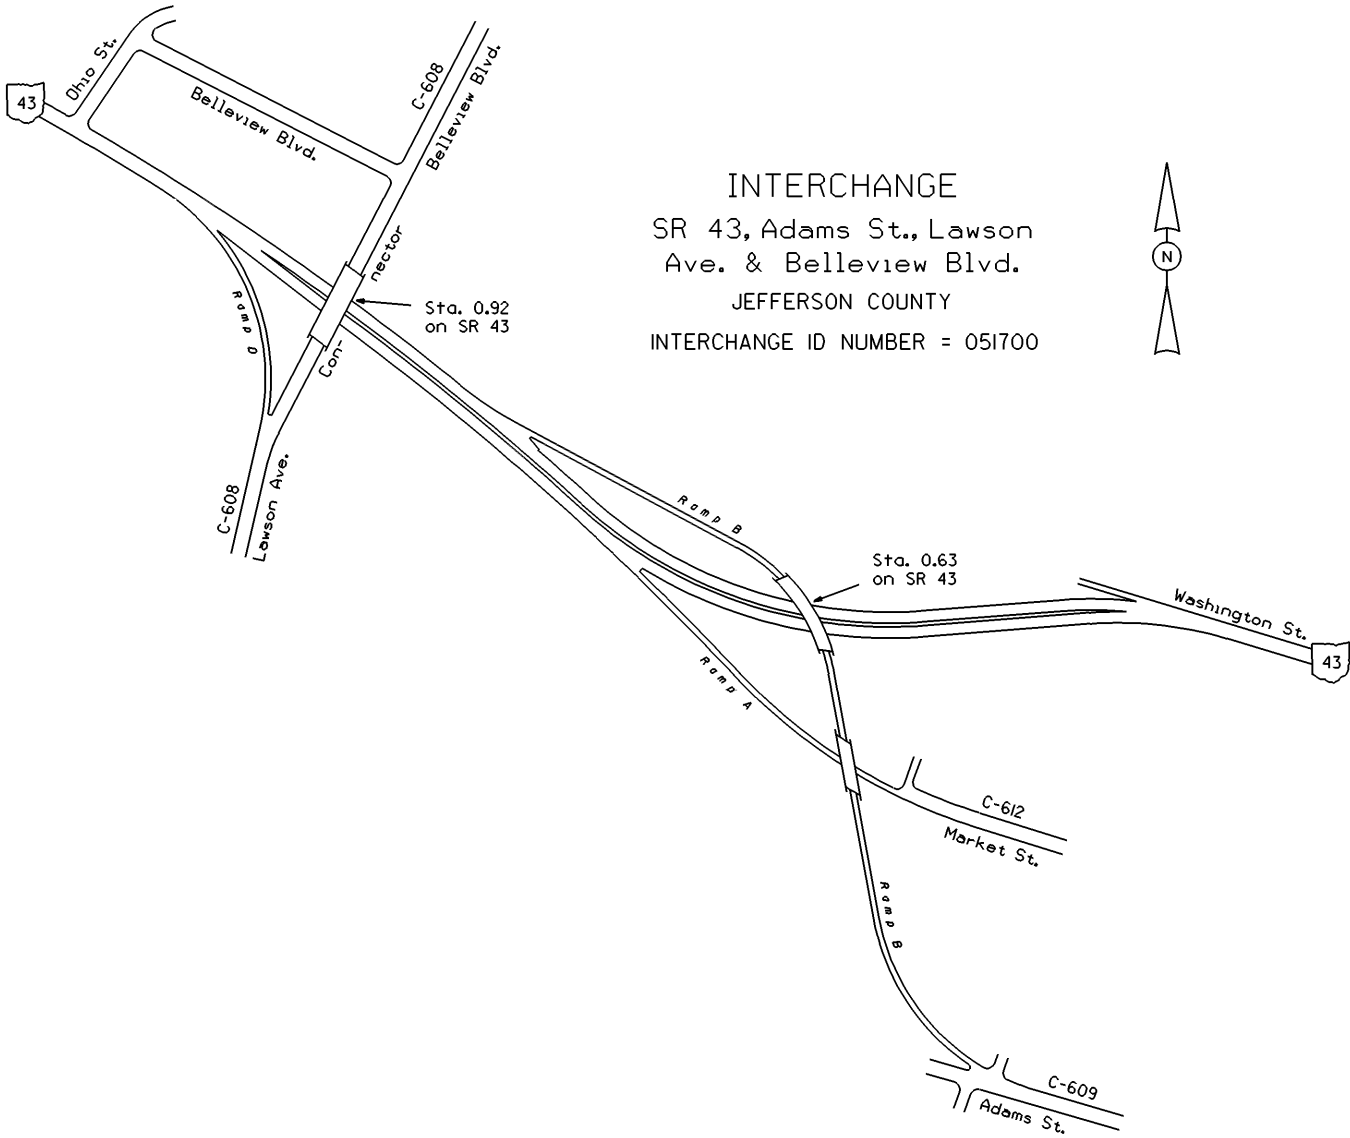 Ohio St.
43
Belleview Blvd.
C-608
Belleview Blvd.
INTERCHANGE
SR 43, Adams St., Lawson
Ave. & Belleview Blvd.
JEFFERSON COUNTY
INTERCHANGE ID NUMBER = 051700
N
Con-
nector
Sta. 0.92
on SR 43
Ramp D
C-608
Lawson Ave.
Ramp B
Sta. 0.63
on SR 43
Washington St.
43
Ramp A
C-612
Market St.
Ramp B
C-609
Adams St.